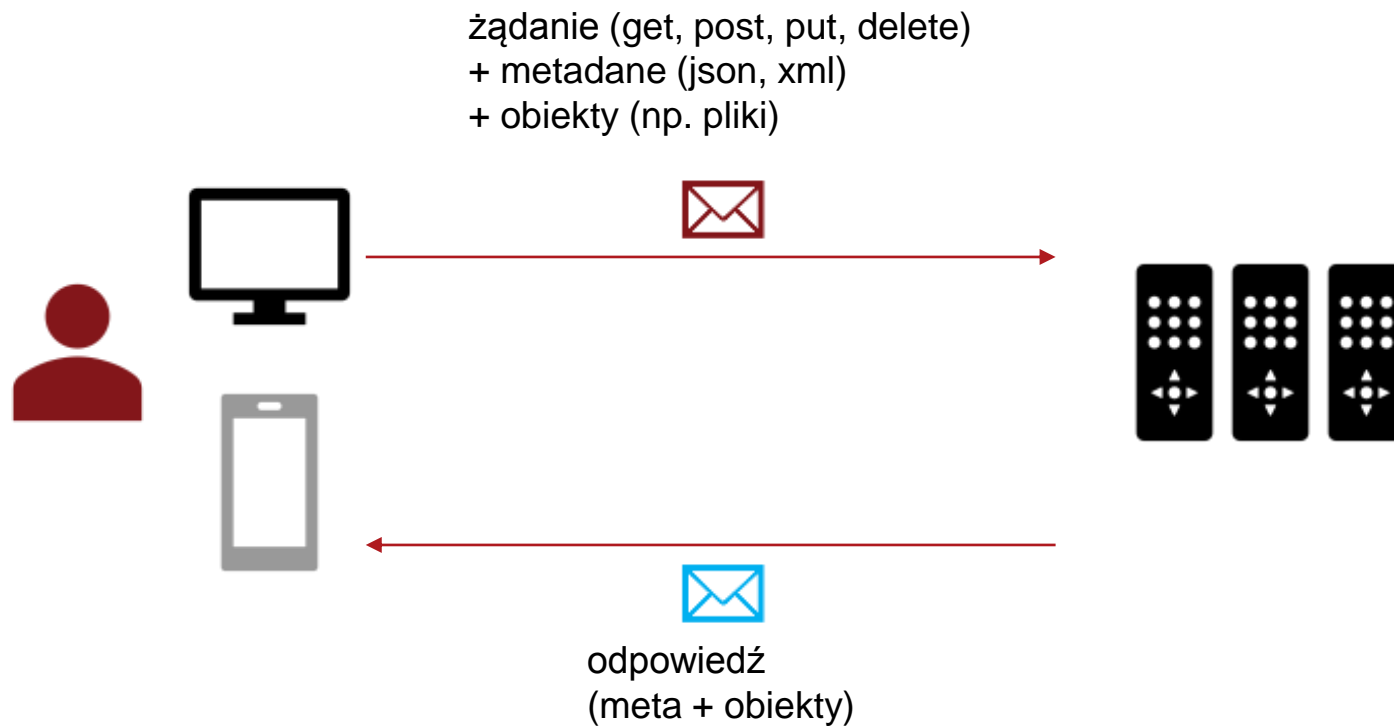 żądanie (get, post, put, delete)
+ metadane (json, xml)
+ obiekty (np. pliki)
odpowiedź
(meta + obiekty)